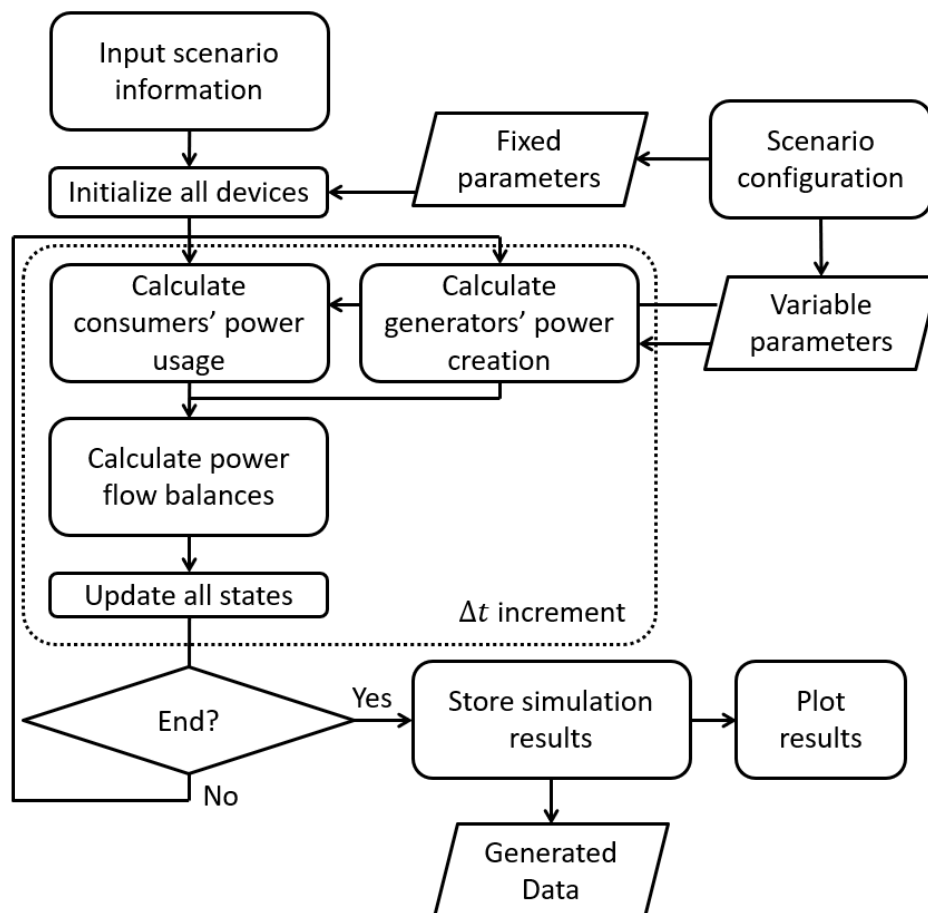 Input scenario
information
Fixed
parameters
Scenario
configuration
Initialize all devices
Calculate
consumers’ power
usage
Calculate
generators’ power
creation
Variable
parameters
Calculate power
flow balances
Update all states
Δt increment
End?
Yes
No
Store simulation
results
Plot
results
Generated
Data